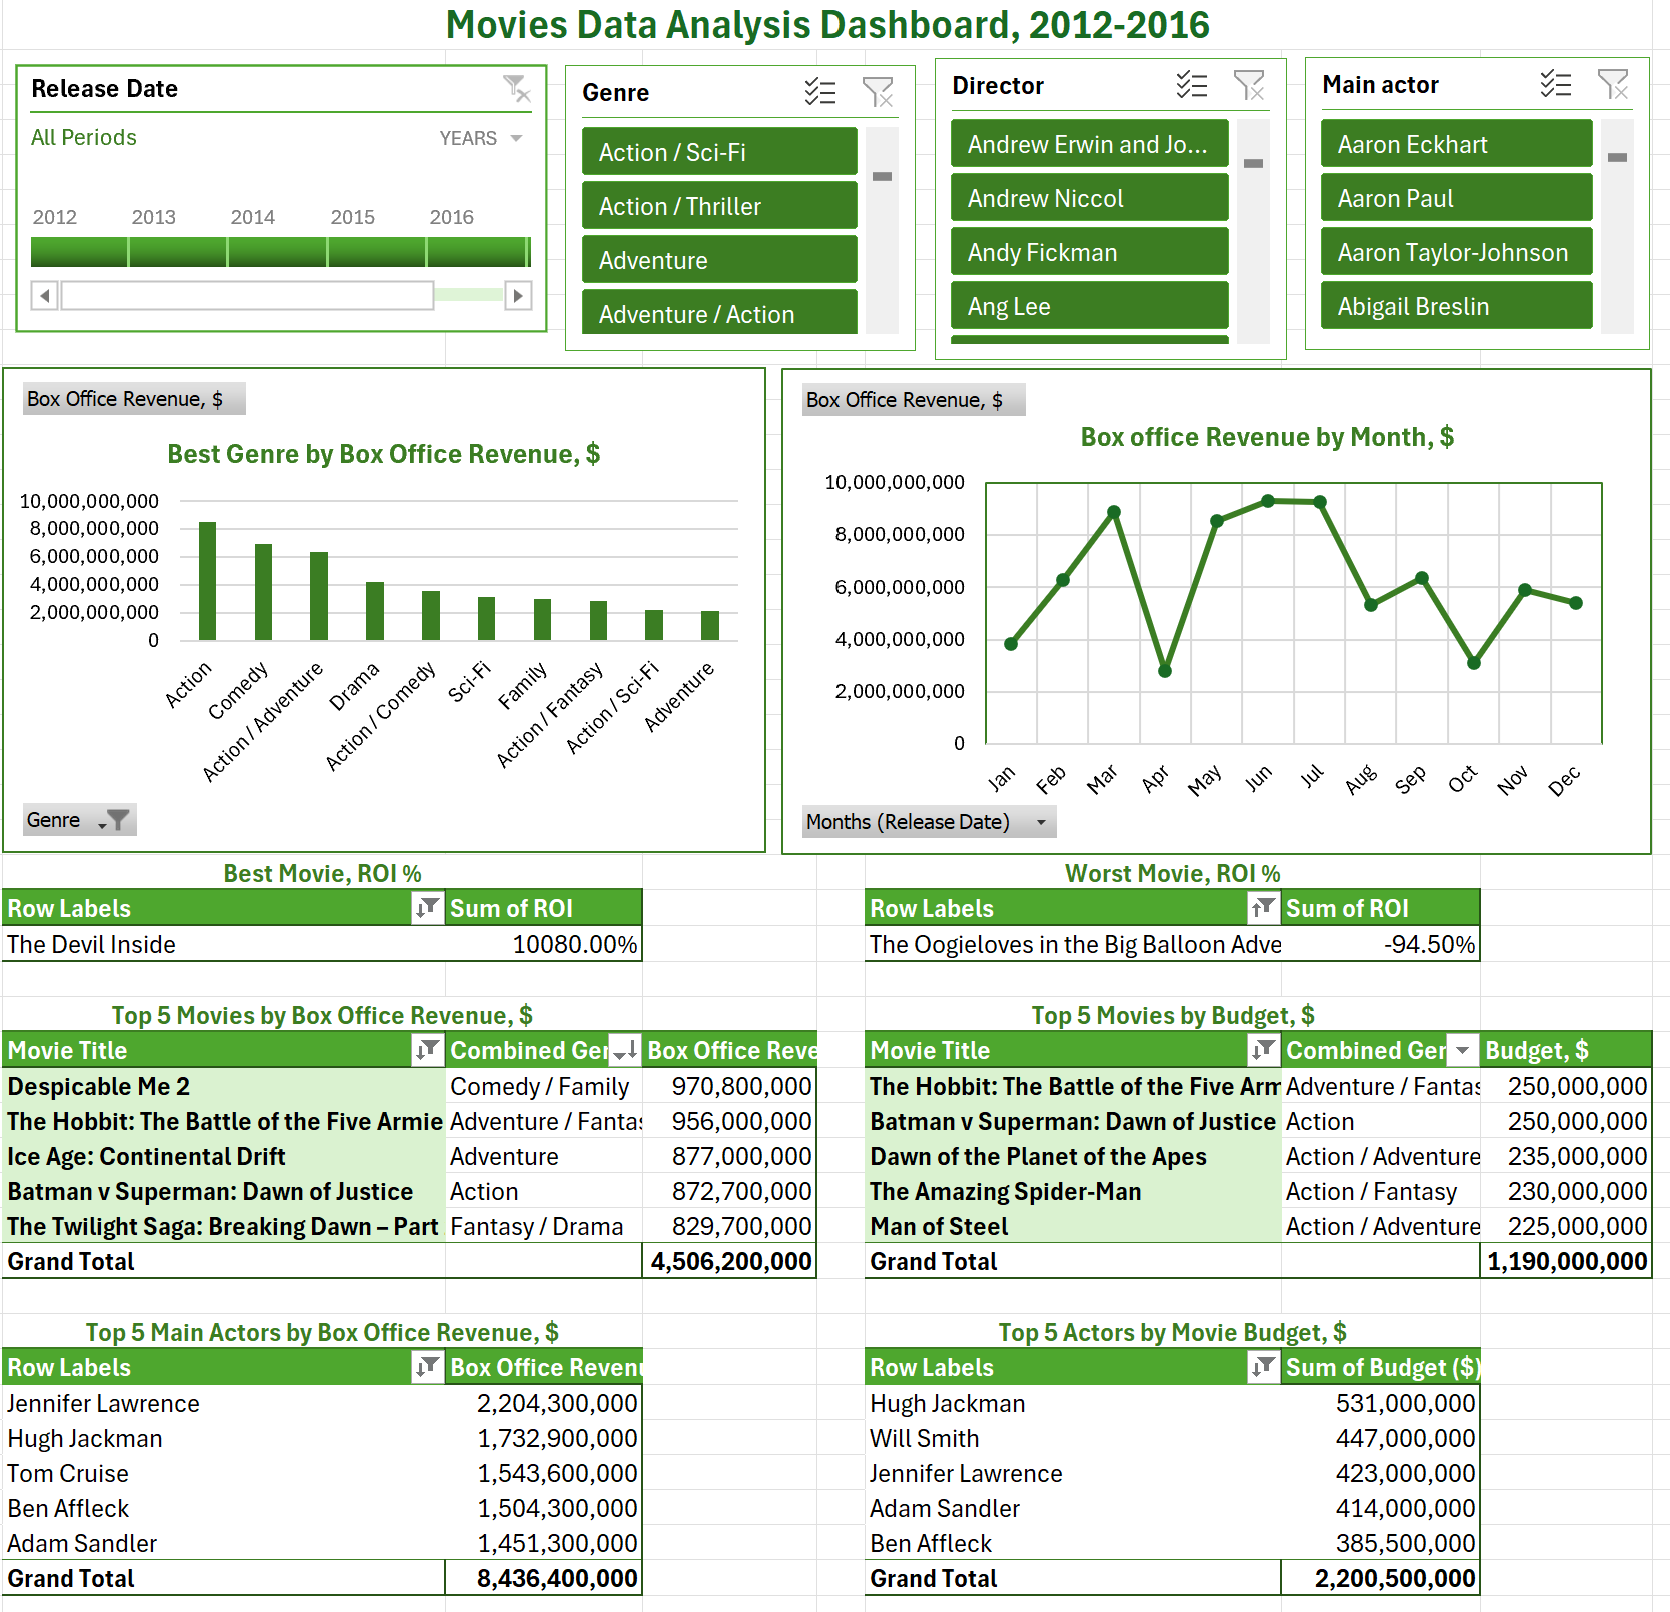 Movies Data Analysis Dashboard, 2012-2016
Release Date
All Periods
YEARS
2012 2013 2014 2015 2016
Genre
Action / Sci-Fi
Action / Thriller
Adventure
Adventure / Action
Director
Andrew Erwin and Jo...
Andrew Niccol
Andy Fickman
Ang Lee
Main actor
Aaron Eckhart
Aaron Paul
Aaron Taylor-Johnson
Abigail Breslin
Box Office Revenue, $
Best Genre by Box Office Revenue, $
10,000,000,000
8,000,000,000
6,000,000,000
4,000,000,000
2,000,000,000
0
Action
Comedy
Action / Adventure
Drama
Action / Comedy
Sci-Fi
Family
Action / Fantasy
Action / Sci-Fi
Adventure
Genre
Box Office Revenue, $
Box office Revenue by Month, $
10,000,000,000
8,000,000,000
6,000,000,000
4,000,000,000
2,000,000,000
0
Jan
Feb
Mar
Apr
May
Jun
Jul
Aug
Sep
Oct
Nov
Dec
Months (Release Date)
Best Movie, ROI %
Row Labels Sum of ROI
The Devil Inside 10080.00%
Worst Movie, ROI %
Row Labels Sum of ROI
The Oogieloves in the Big Balloon Adve -94.50%
Top 5 Movies by Box Office Revenue, $
Movie Title Combined Ger Box Office Reve
Despicable Me 2 Comedy / Family 970,800,000
The Hobbit: The Battle of the Five Armie Adventure / Fantas 956,000,000
Ice Age: Continental Drift Adventure 877,000,000
Batman v Superman: Dawn of Justice Action 872,700,000
The Twilight Saga: Breaking Dawn – Part Fantasy / Drama 829,700,000
Grand Total 4,506,200,000
Top 5 Movies by Budget, $
Movie Title Combined Ger Budget, $
The Hobbit: The Battle of the Five Arm Adventure / Fantas 250,000,000
Batman v Superman: Dawn of Justice Action 250,000,000
Dawn of the Planet of the Apes Action / Adventure 235,000,000
The Amazing Spider-Man Action / Fantasy 230,000,000
Man of Steel Action / Adventure 225,000,000
Grand Total 1,190,000,000
Top 5 Main Actors by Box Office Revenue, $
Row Labels Box Office Revenu
Jennifer Lawrence 2,204,300,000
Hugh Jackman 1,732,900,000
Tom Cruise 1,543,600,000
Ben Affleck 1,504,300,000
Adam Sandler 1,451,300,000
Grand Total 8,436,400,000
Top 5 Actors by Movie Budget, $
Row Labels Sum of Budget ($)
Hugh Jackman 531,000,000
Will Smith 447,000,000
Jennifer Lawrence 423,000,000
Adam Sandler 414,000,000
Ben Affleck 385,500,000
Grand Total 2,200,500,000